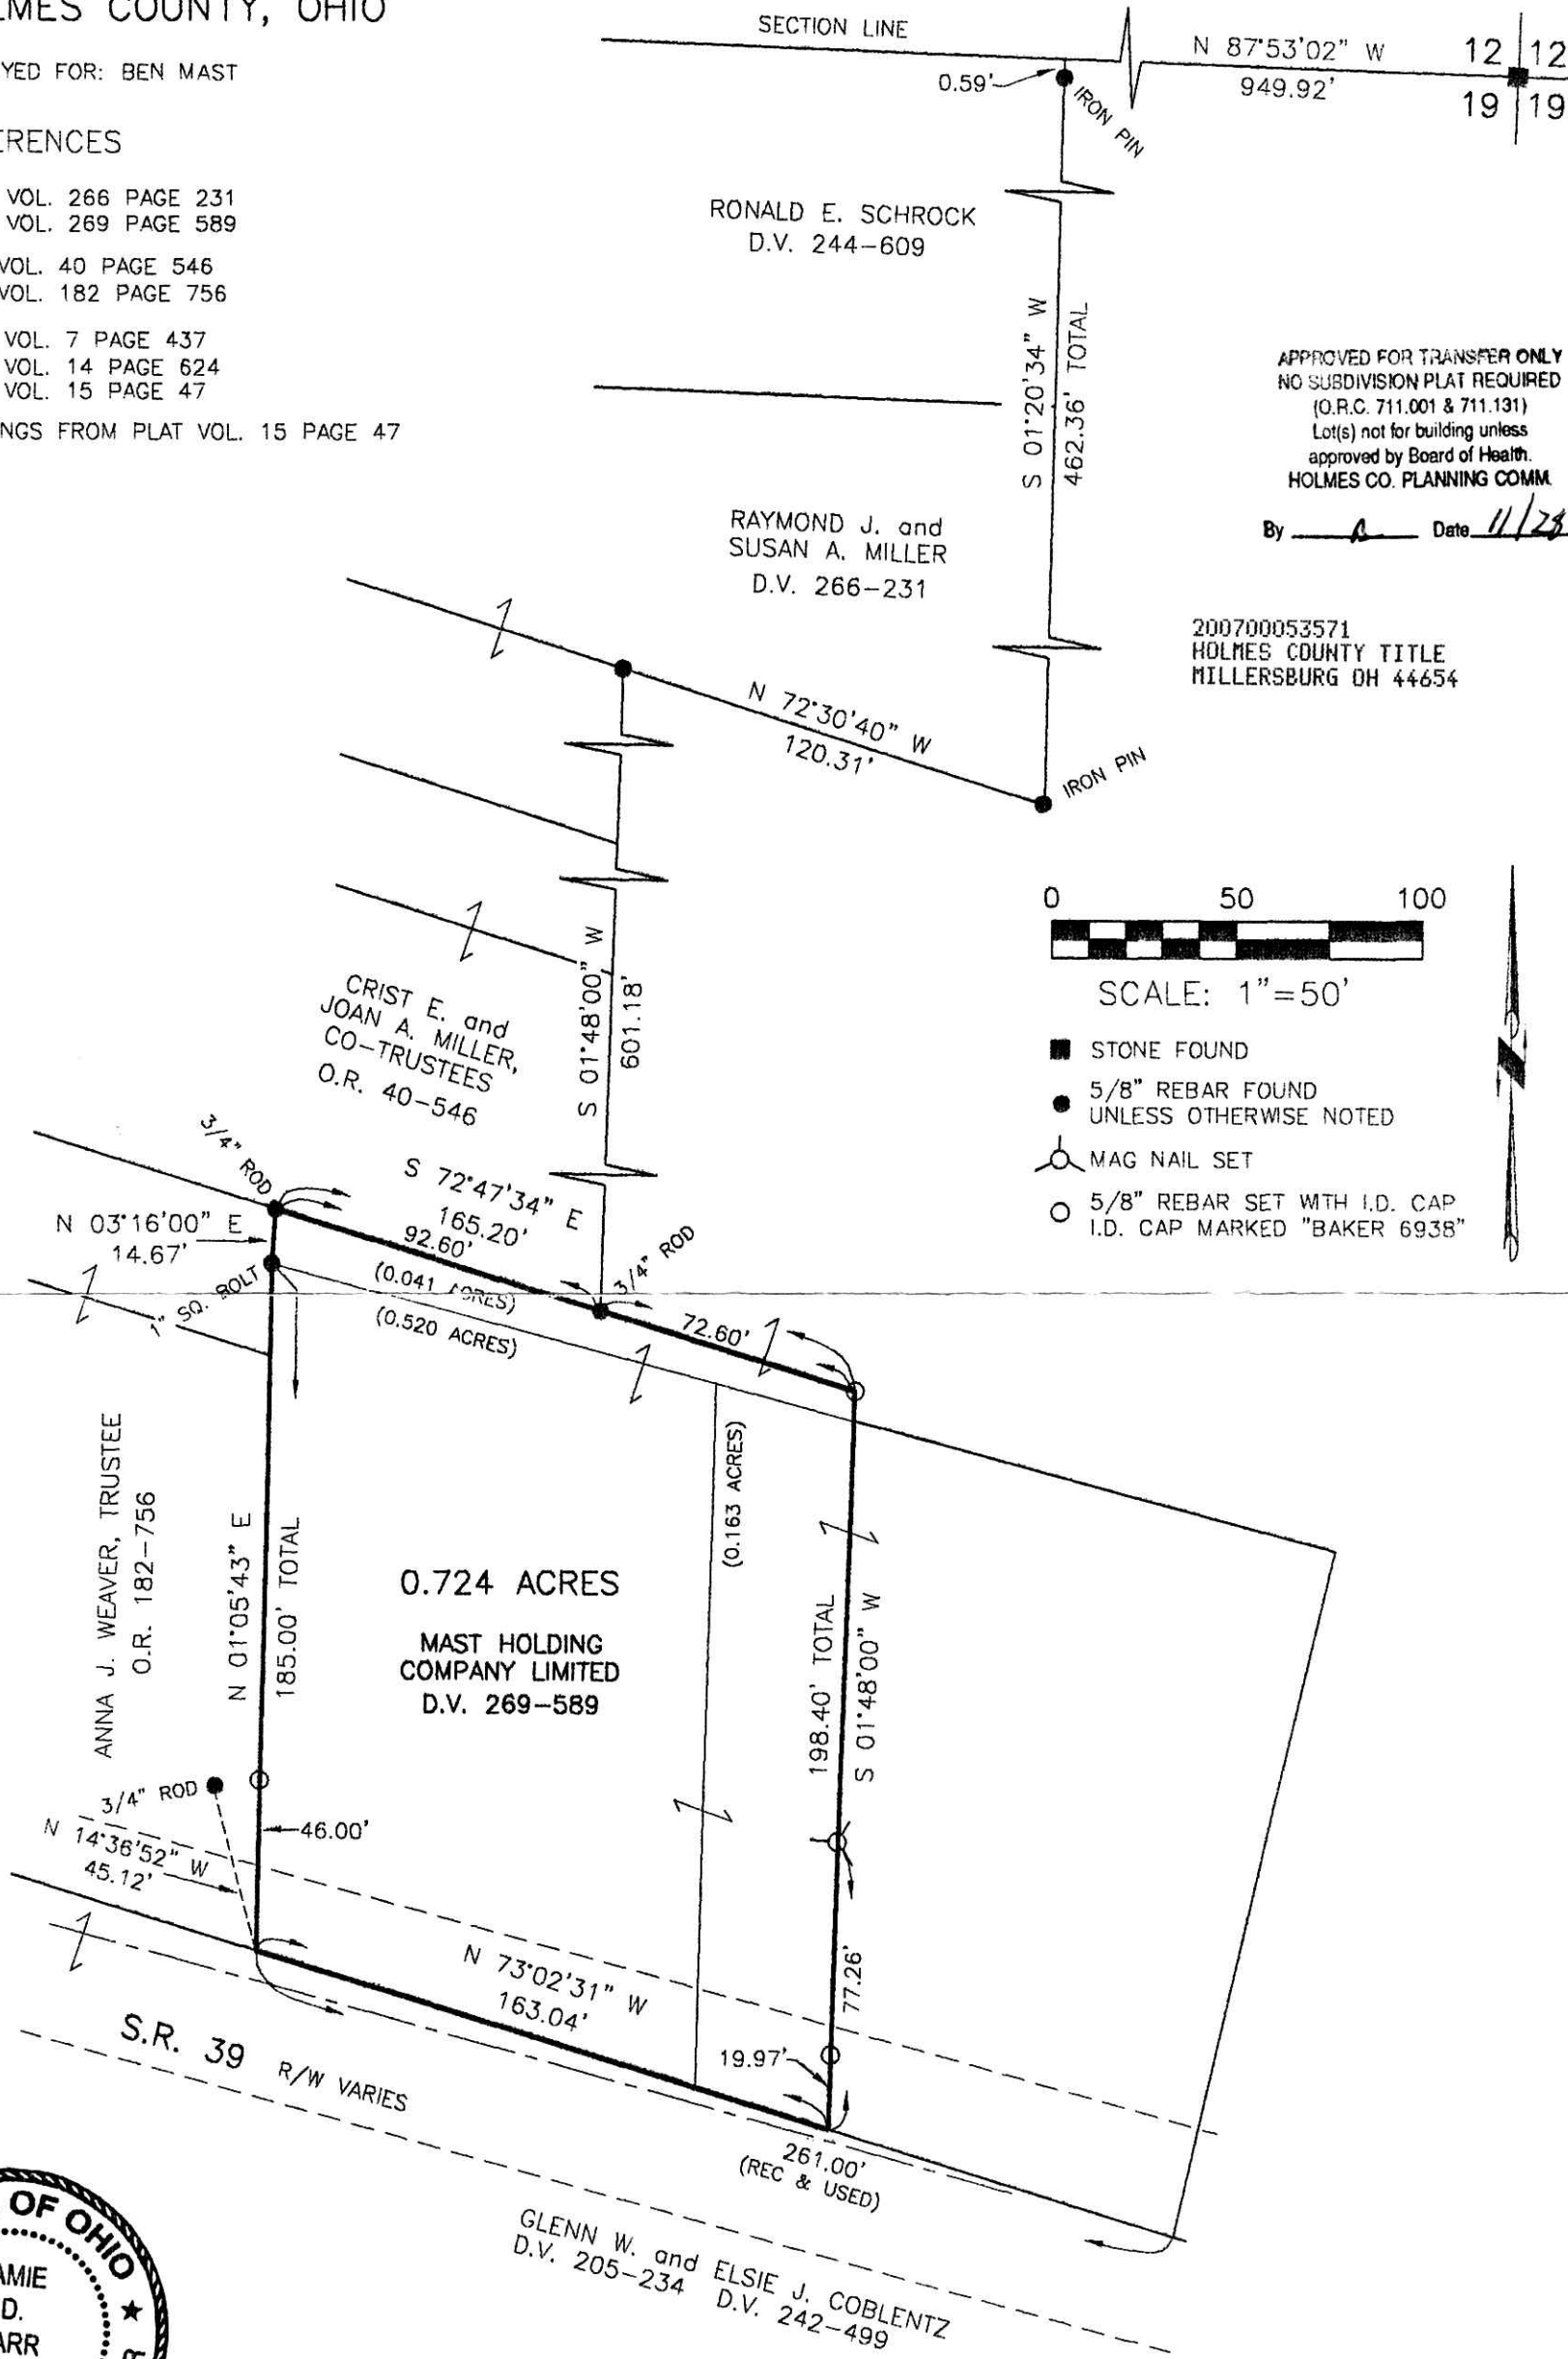 LMES COUNTY, OHIO
YED FOR: BEN MAST
ERENCES
VOL. 266 PAGE 231
VOL. 269 PAGE 589
VOL. 40 PAGE 546
VOL. 182 PAGE 756
VOL. 7 PAGE 437
VOL. 14 PAGE 624
VOL. 15 PAGE 47
NGS FROM PLAT VOL. 15 PAGE 47
SECTION LINE
N 87°53'02" W
949.92'
12 12
19 19
0.59'
IRON PIN
RONALD E. SCHROCK
D.V. 244-609
S 01°20'34" W
462.36' TOTAL
APPROVED FOR TRANSFER ONLY
NO SUBDIVISION PLAT REQUIRED
(O.R.C. 711.001 & 711.131)
Lot(s) not for building unless
approved by Board of Health.
HOLMES CO. PLANNING COMM.
By Date 11/28
RAYMOND J. and
SUSAN A. MILLER
D.V. 266-231
200700053571
HOLMES COUNTY TITLE
MILLERSBURG OH 44654
N 72°30'40" W
120.31'
IRON PIN
0 50 100
SCALE: 1"=50'
STONE FOUND
5/8" REBAR FOUND
UNLESS OTHERWISE NOTED
MAG NAIL SET
5/8" REBAR SET WITH I.D. CAP
I.D. CAP MARKED "BAKER 6938"
S 01°48'00" W
601.18'
CRIST E. and
JOAN A. MILLER,
CO-TRUSTEES
O.R. 40-546
3/4" ROD
N 03°16'00" E
14.67'
S 72°47'34" E
165.20'
92.60'
3/4" ROD
(0.041 ACRES)
(0.520 ACRES)
1" SQ. BOLT
72.60'
ANNA J. WEAVER, TRUSTEE
O.R. 182-756
N 01°05'43" E
185.00' TOTAL
(0.163 ACRES)
0.724 ACRES
MAST HOLDING
COMPANY LIMITED
D.V. 269-589
198.40' TOTAL
S 01°48'00" W
3/4" ROD
N 14°36'52" W
45.12'
46.00'
N 73°02'31" W
163.04'
77.26'
19.97'
S.R. 39 R/W VARIES
261.00'
(REC & USED)
GLENN W. and ELSIE J. COBLENTZ
D.V. 205-234 D.V. 242-499
OF OHIO ★
AMIE
D.
ARR